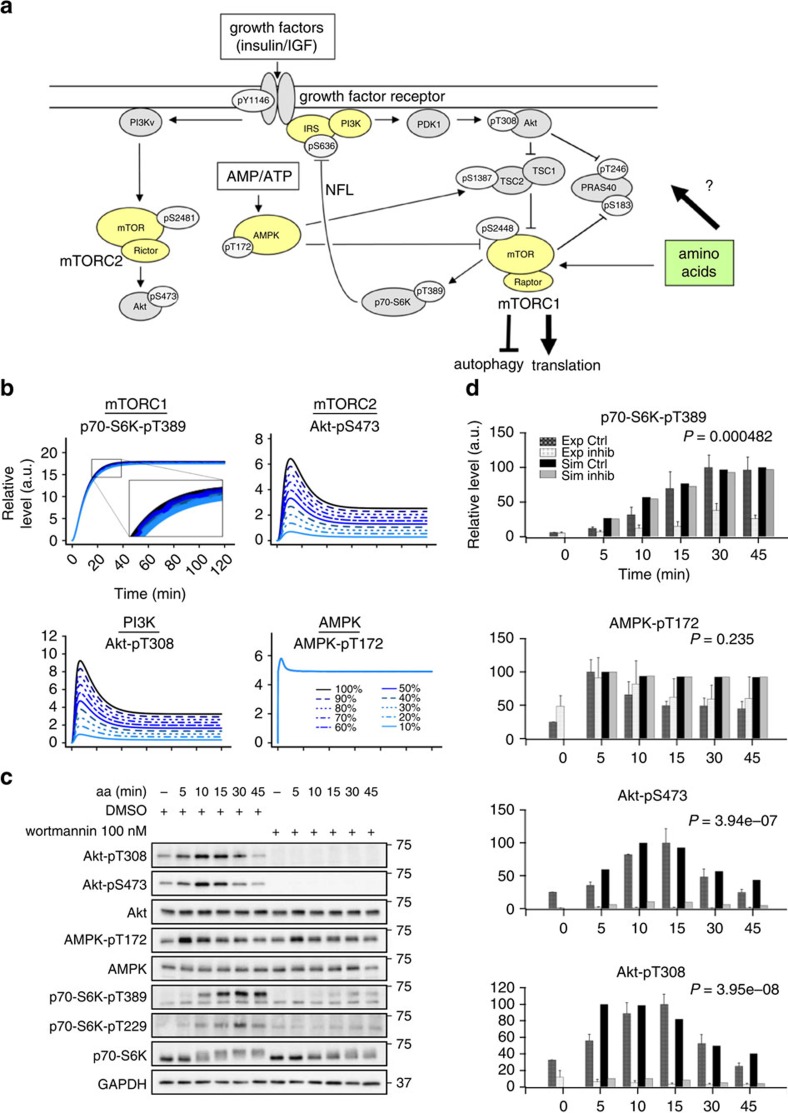 a
growth factors
(insulin/IGF)
pY1146
growth factor receptor
PI3Kv
IRS
PI3K
pS636
PDK1
pT308
Akt
AMP/ATP
NFL
pS1387
TSC2
TSC1
pT246
PRAS40
pS183
?
mTOR
pS2481
Rictor
mTORC2
AMPK
pT172
pS2448
mTOR
Raptor
mTORC1
amino
acids
Akt
pS473
p70-S6K
pT389
autophagy
translation
b
mTORC1
p70-S6K-pT389
Relative
level (a.u.)
20
15
10
5
0
0 20 40 60 80 100 120
Time (min)
mTORC2
Akt-pS473
8
6
4
2
0
PI3K
Akt-pT308
12
10
8
6
4
2
0
AMPK
AMPK-pT172
6
4
2
0
100% 50%
90% 40%
80% 30%
70% 20%
60% 10%
c
aa (min) – 5 10 15 30 45 – 5 10 15 30 45
DMSO + + + + + +
wortmannin 100 nM + + + + + +
Akt-pT308 75
Akt-pS473 75
Akt 75
AMPK-pT172 75
AMPK
p70-S6K-pT389 75
p70-S6K-pT229 75
p70-S6K 75
GAPDH 37
d
p70-S6K-pT389
P = 0.000482
Exp Ctrl
Exp inhib
Sim Ctrl
Sim inhib
Relative level (a.u.)
150
100
50
0
0 5 10 15 30 45
Time (min)
AMPK-pT172
P = 0.235
150
100
50
0
0 5 10 15 30 45
Akt-pS473
P = 3.94e–07
150
100
50
0
0 5 10 15 30 45
Akt-pT308
P = 3.95e–08
120
100
80
60
40
20
0
0 5 10 15 30 45